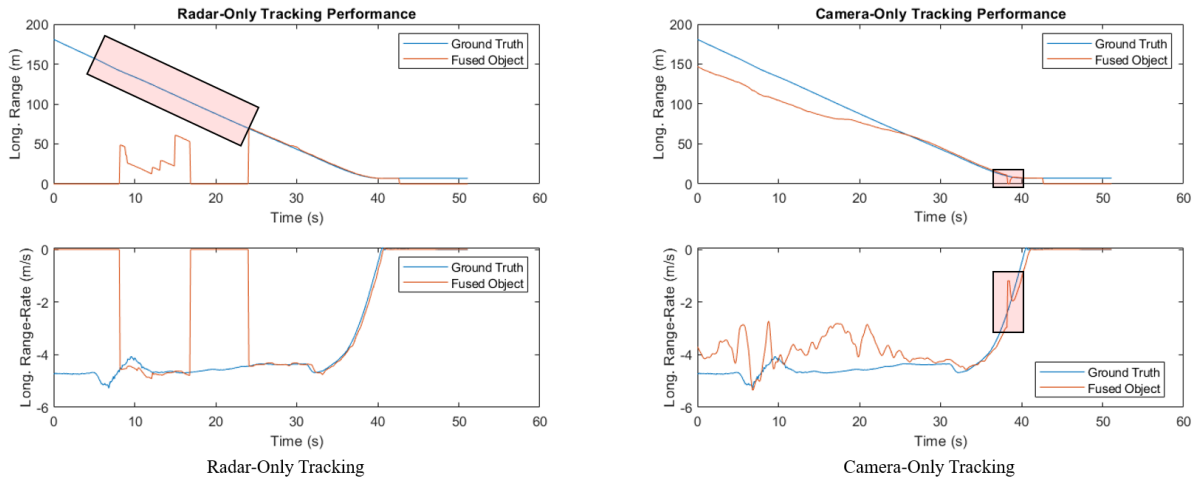 Radar-Only Tracking Performance
200
150
100
50
0
Long. Range (m)
Ground Truth
Fused Object
0 10 20 30 40 50 60
Time (s)
Camera-Only Tracking Performance
200
150
100
50
0
Long. Range (m)
Ground Truth
Fused Object
0 10 20 30 40 50 60
Time (s)
0
-2
-4
-6
Long. Range-Rate (m/s)
Ground Truth
Fused Object
0 10 20 30 40 50 60
Time (s)
0
-2
-4
-6
Long. Range-Rate (m/s)
Ground Truth
Fused Object
0 10 20 30 40 50 60
Time (s)
Radar-Only Tracking
Camera-Only Tracking